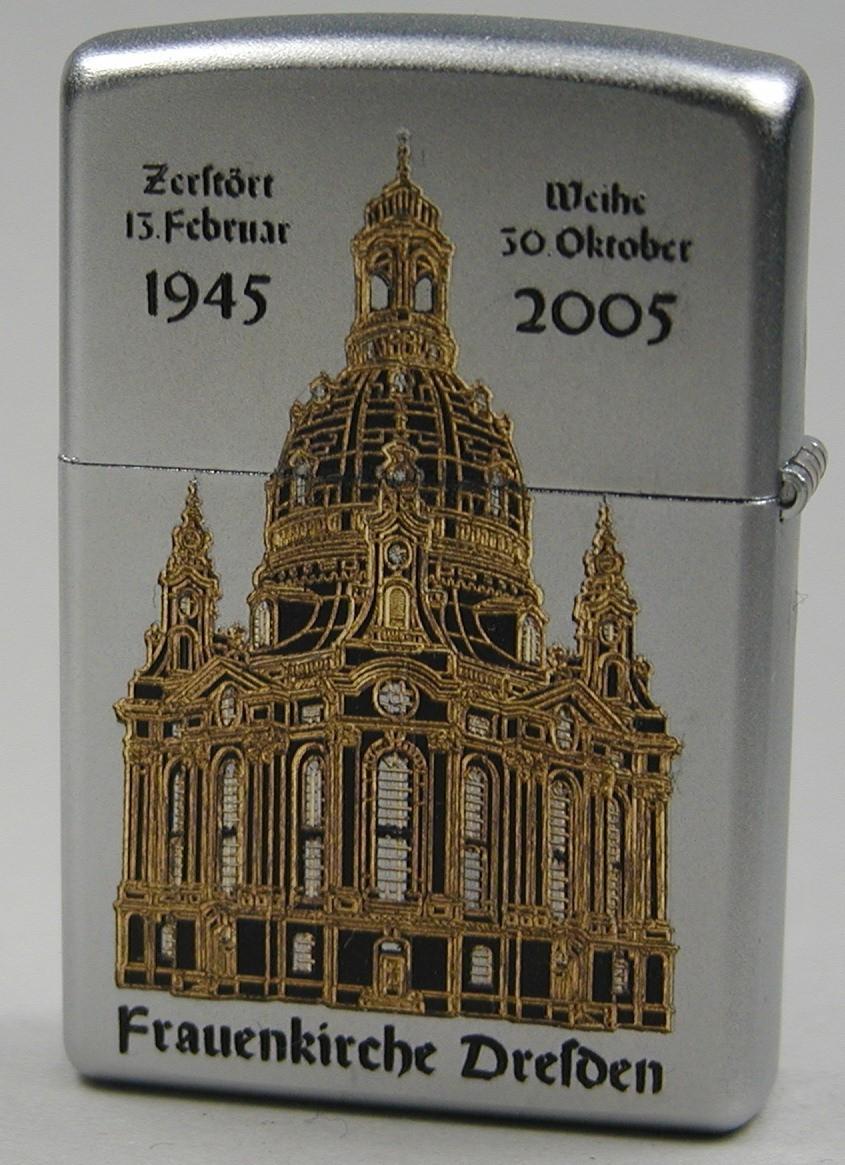 Zerſtört
13. Februar
1945
Weihe
30. Oktober
2005
Frauenkirche Dreſden